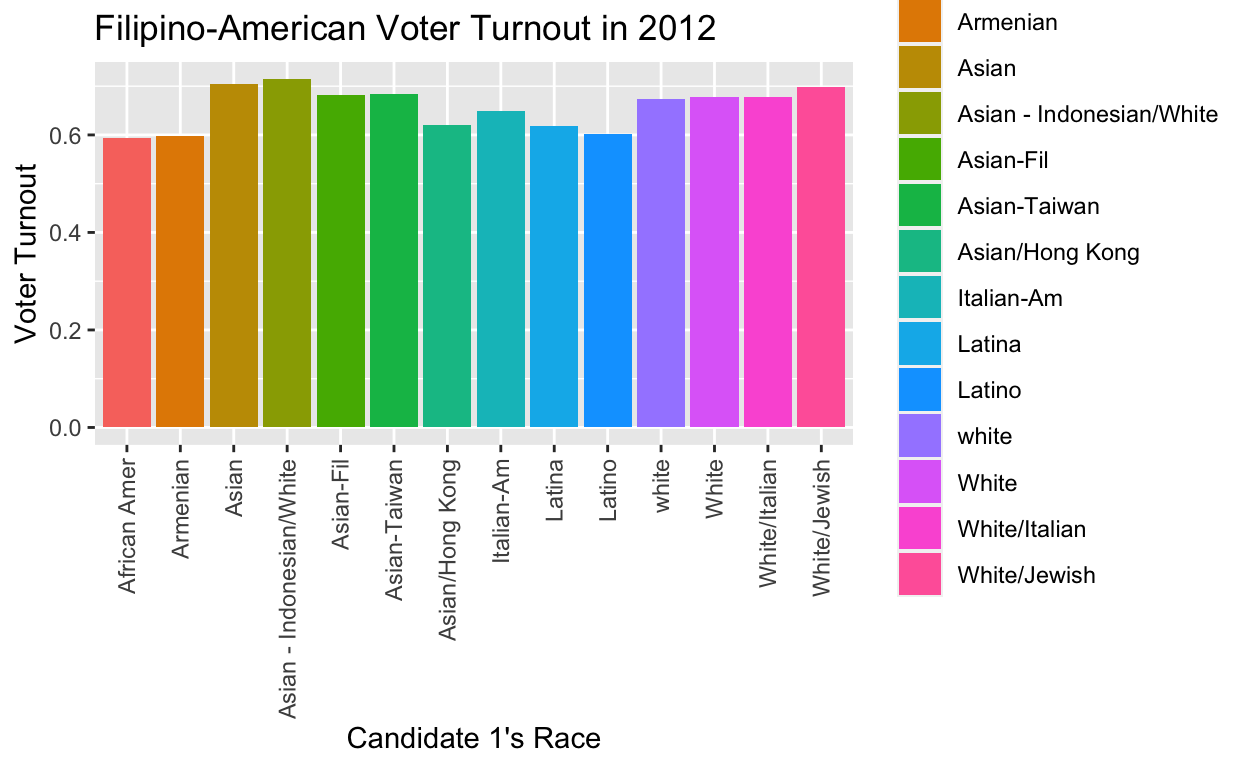 Filipino-American Voter Turnout in 2012
Voter Turnout
0.6
0.4
0.2
0.0
African Amer
Armenian
Asian
Asian - Indonesian/White
Asian-Fil
Asian-Taiwan
Asian/Hong Kong
Italian-Am
Latina
Latino
white
White
White/Italian
White/Jewish
Candidate 1's Race
Armenian
Asian
Asian - Indonesian/White
Asian-Fil
Asian-Taiwan
Asian/Hong Kong
Italian-Am
Latina
Latino
white
White
White/Italian
White/Jewish